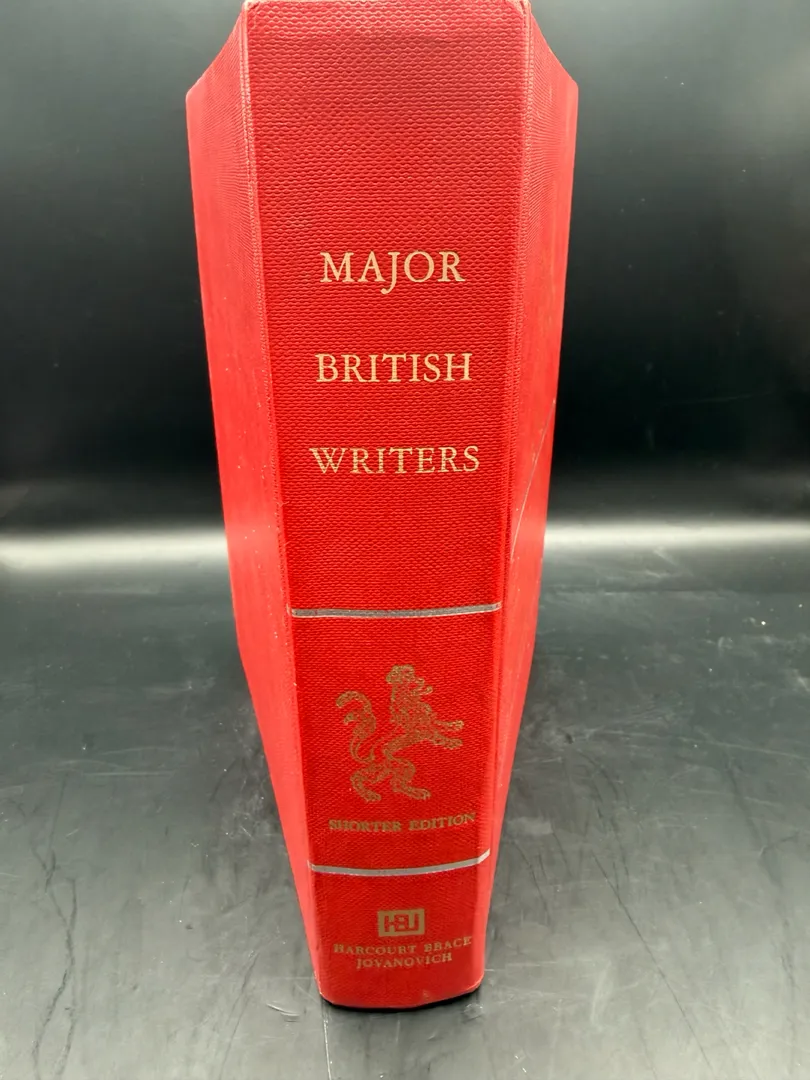 MAJOR
BRITISH
WRITERS
SHORTER EDITION
HBJ
HARCOURT BRACE
JOVANOVICH